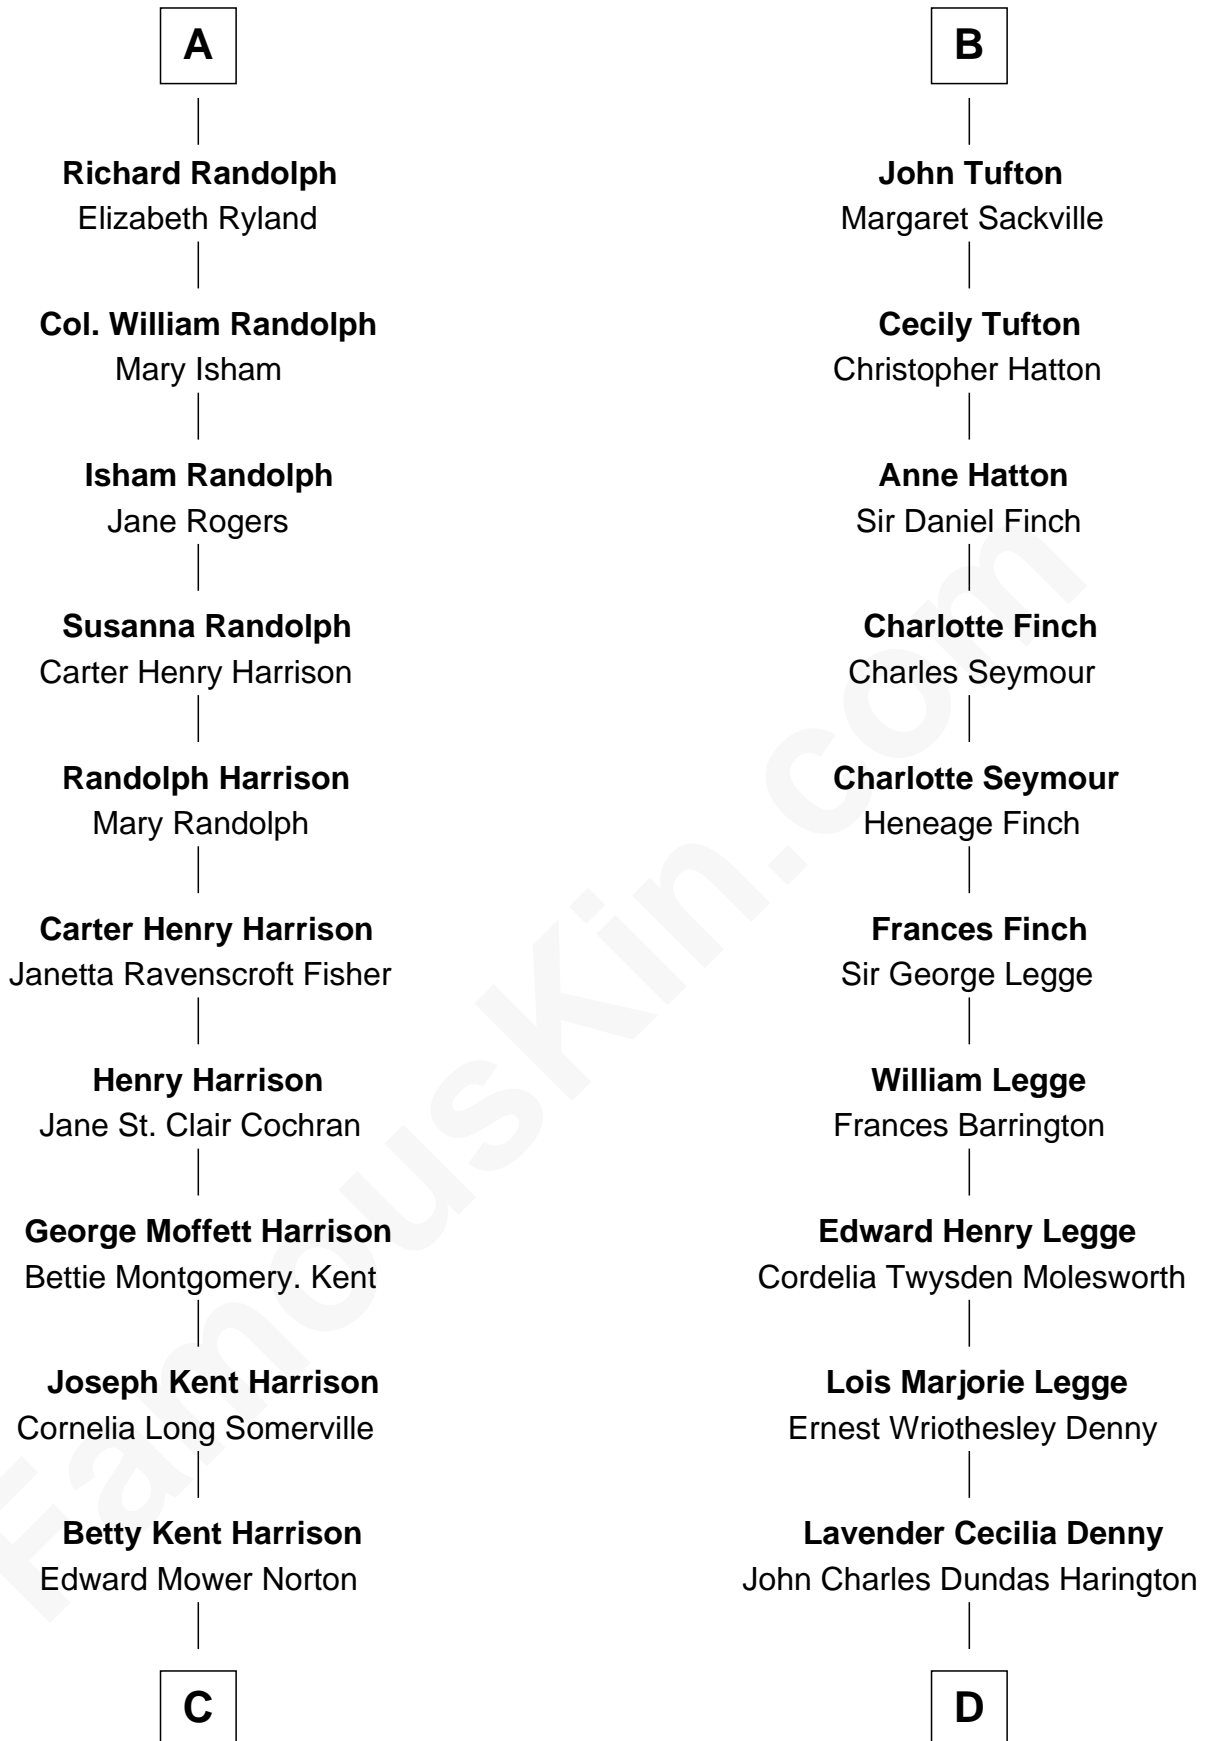 A
Richard Randolph
Elizabeth Ryland
Col. William Randolph
Mary Isham
Isham Randolph
Jane Rogers
Susanna Randolph
Carter Henry Harrison
Randolph Harrison
Mary Randolph
Carter Henry Harrison
Janetta Ravenscroft Fisher
Henry Harrison
Jane St. Clair Cochran
George Moffett Harrison
Bettie Montgomery. Kent
Joseph Kent Harrison
Cornelia Long Somerville
Betty Kent Harrison
Edward Mower Norton
C
B
John Tufton
Margaret Sackville
Cecily Tufton
Christopher Hatton
Anne Hatton
Sir Daniel Finch
Charlotte Finch
Charles Seymour
Charlotte Seymour
Heneage Finch
Frances Finch
Sir George Legge
William Legge
Frances Barrington
Edward Henry Legge
Cordelia Twysden Molesworth
Lois Marjorie Legge
Ernest Wriothesley Denny
Lavender Cecilia Denny
John Charles Dundas Harington
D
FamousKin.com